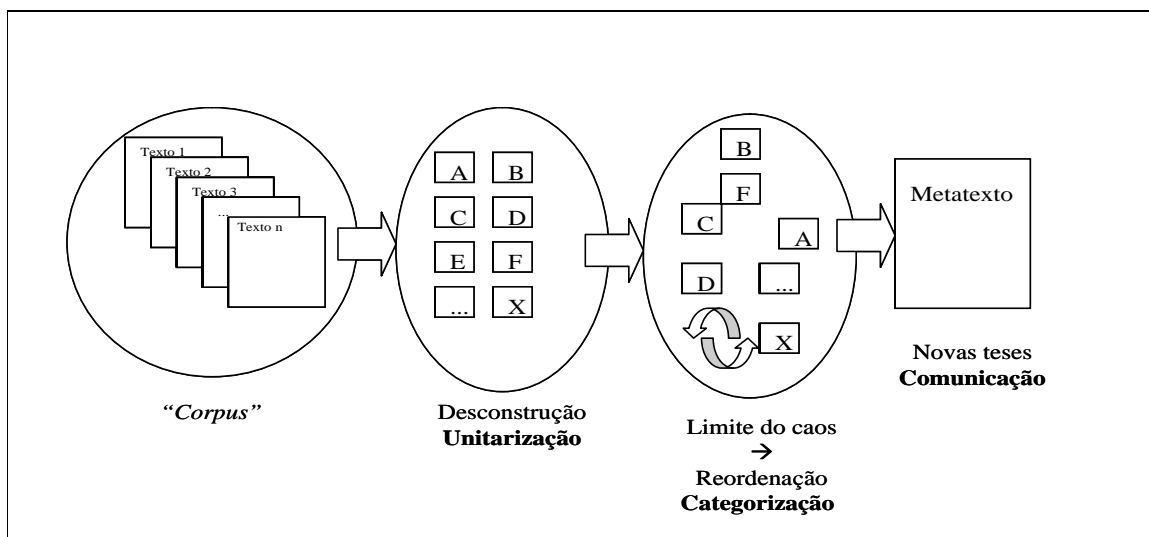 Texto 1
Texto 2
Texto 3
...
Texto n
“Corpus”
A B
C D
E F
... X
Desconstrução
Unitarização
B
F
C
A
D ...
X
Limite do caos
→
Reordenação
Categorização
Metatexto
Novas teses
Comunicação